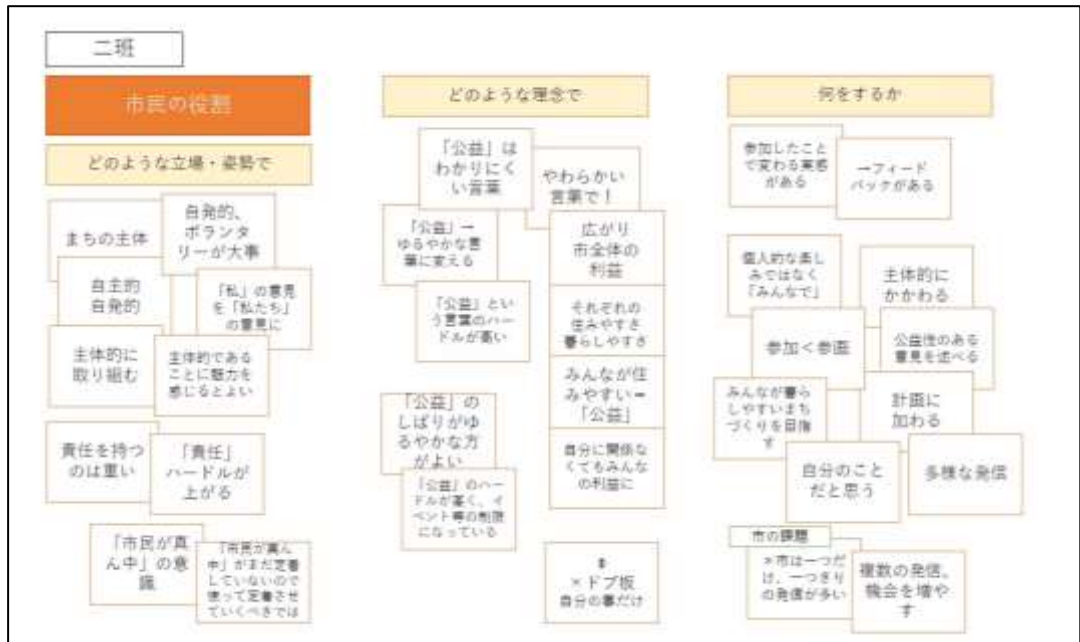 二班
市民の役割
どのような立場・姿勢で
まちの主体
自発的、
ボランタ
リーが大事
自主的
自発的
「私」の意見
を「私たち」
の意見に
主体的に
取り組む
主体的である
ことに魅力を
感じるとよい
責任を持つ
のは重い
「責任」
ハードルが
上がる
「市民が真
ん中」の意
識
「市民が真ん
中」がまだ定着
していないので
使って定着させ
ていくべきでは
どのような理念で
「公益」は
わかりにく
い言葉
やわらかい
言葉で！
「公益」→
ゆるやかな言
葉に変える
広がり
市全体の
利益
「公益」とい
う言葉のハー
ドルが高い
それぞれの
住みやすさ
暮らしやすさ
みんなが住
みやすい＝
「公益」
「公益」の
しばりがゆ
るやかな方
がよい
自分に関係
なくてもみんな
の利益に
「公益」のハー
ドルが高く、イ
ベント等の制限
になっている
×ドブ板
自分の事だけ
何をするか
参加したこと
で変わる実感
がある
→フィード
バックがある
個人的な楽し
みではなく
「みんなで」
主体的に
かかわる
参加＜参画
公益性のある
意見を述べる
みんなが暮ら
しやすいまち
づくりを目指
す
計画に
加わる
自分のこと
だと思う
多様な発信
市の課題
×市は一つだ
け、一つきり
の発信が多い
複数の発信、
機会を増や
す